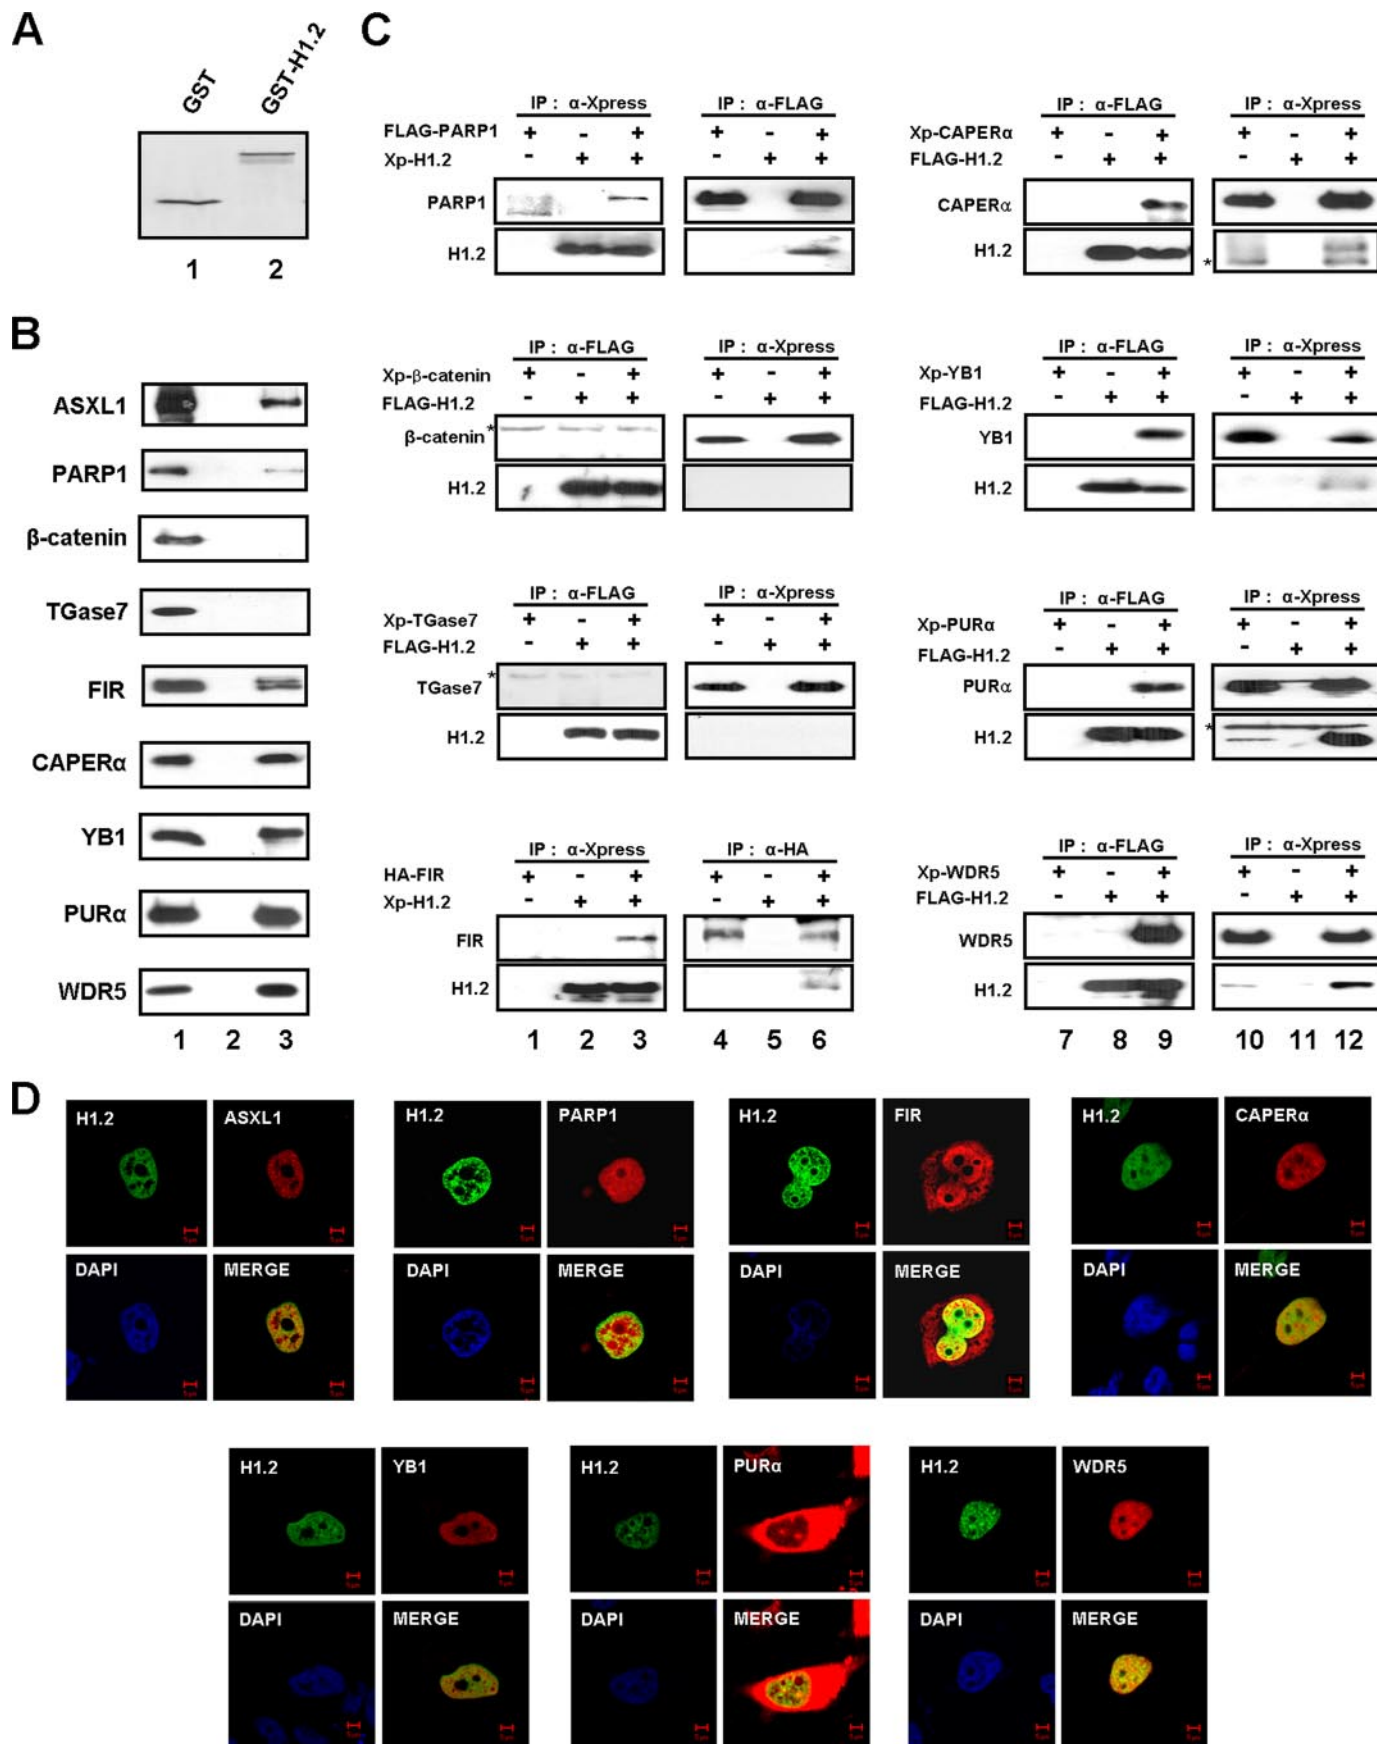 A
GST
GST-H1.2
1 2
B
ASXL1
PARP1
β-catenin
TGase7
FIR
CAPERα
YB1
PURα
WDR5
1 2 3
C
IP : α-Xpress IP : α-FLAG
FLAG-PARP1 + - + + - +
Xp-H1.2 - + + - + +
PARP1
H1.2
IP : α-FLAG IP : α-Xpress
Xp-β-catenin + - + + - +
FLAG-H1.2 - + + - + +
β-catenin *
H1.2
IP : α-FLAG IP : α-Xpress
Xp-TGase7 + - + + - +
FLAG-H1.2 - + + - + +
TGase7 *
H1.2
IP : α-Xpress IP : α-HA
HA-FIR + - + + - +
Xp-H1.2 - + + - + +
FIR
H1.2
1 2 3 4 5 6
IP : α-FLAG IP : α-Xpress
Xp-CAPERα + - + + - +
FLAG-H1.2 - + + - + +
CAPERα
H1.2 *
IP : α-FLAG IP : α-Xpress
Xp-YB1 + - + + - +
FLAG-H1.2 - + + - + +
YB1
H1.2
IP : α-FLAG IP : α-Xpress
Xp-PURα + - + + - +
FLAG-H1.2 - + + - + +
PURα
H1.2 *
IP : α-FLAG IP : α-Xpress
Xp-WDR5 + - + + - +
FLAG-H1.2 - + + - + +
WDR5
H1.2
7 8 9 10 11 12
D
H1.2 ASXL1
DAPI MERGE
H1.2 PARP1
DAPI MERGE
H1.2 FIR
DAPI MERGE
H1.2 CAPERα
DAPI MERGE
H1.2 YB1
DAPI MERGE
H1.2 PURα
DAPI MERGE
H1.2 WDR5
DAPI MERGE